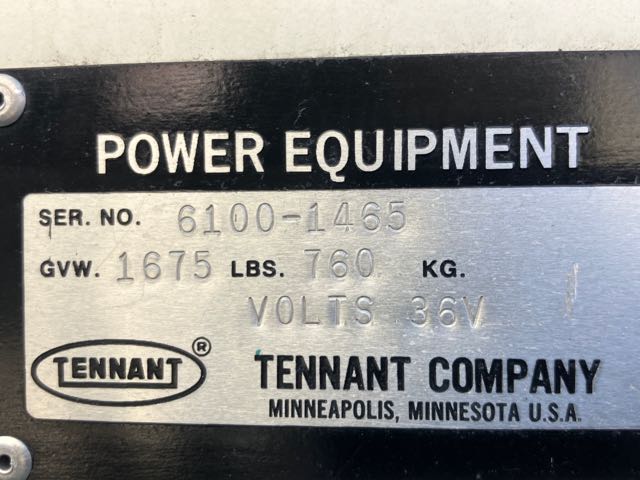 POWER EQUIPMENT
SER. NO. 6100-1465
GVW. 1675 LBS. 760 KG.
VOLTS 36V
TENNANT ®
TENNANT COMPANY
MINNEAPOLIS, MINNESOTA U.S.A.